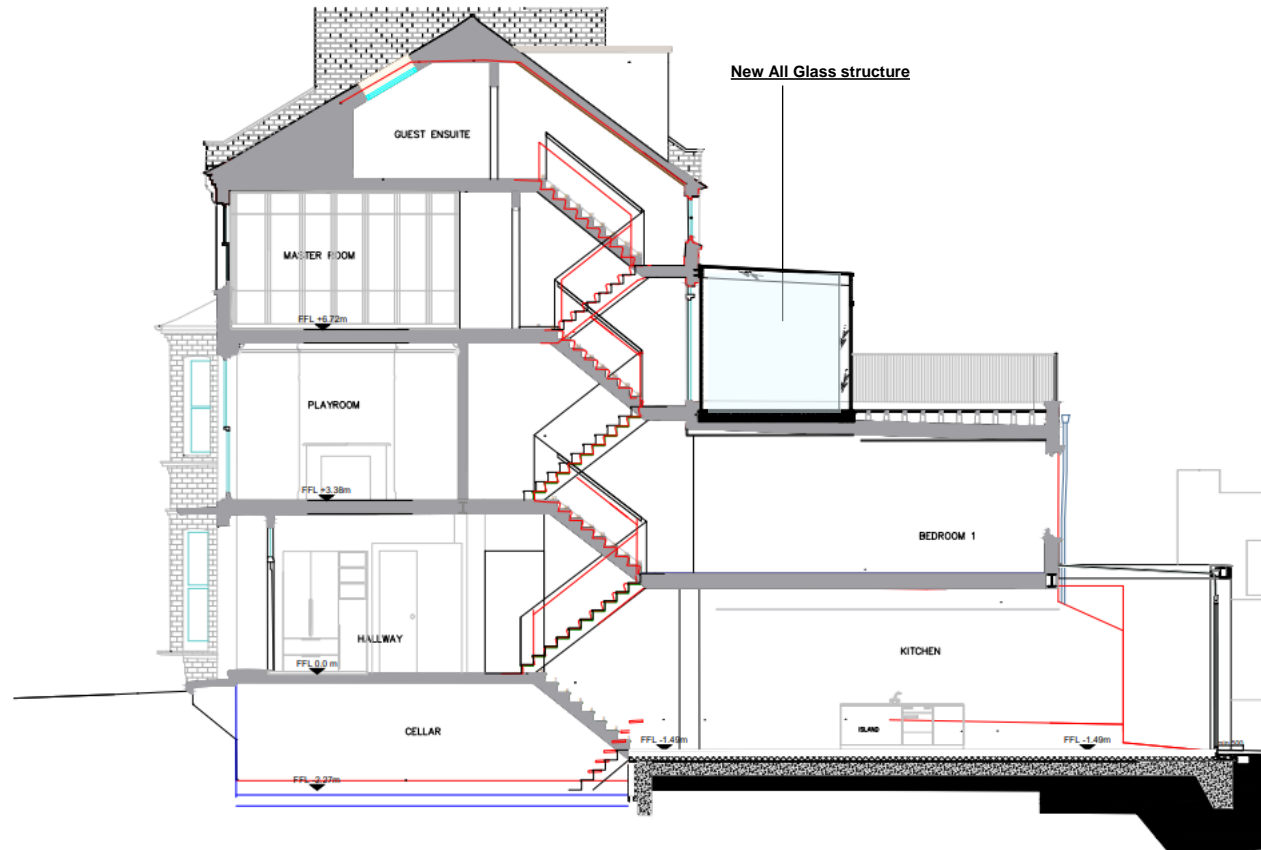 New All Glass structure
GUEST ENSUITE
MASTER ROOM
FFL +6.72m
PLAYROOM
FFL +3.38m
BEDROOM 1
HALLWAY
KITCHEN
FFL 0.0 m
CELLAR
ISLAND
FFL -1.49m
FFL -1.49m
FFL -2.27m